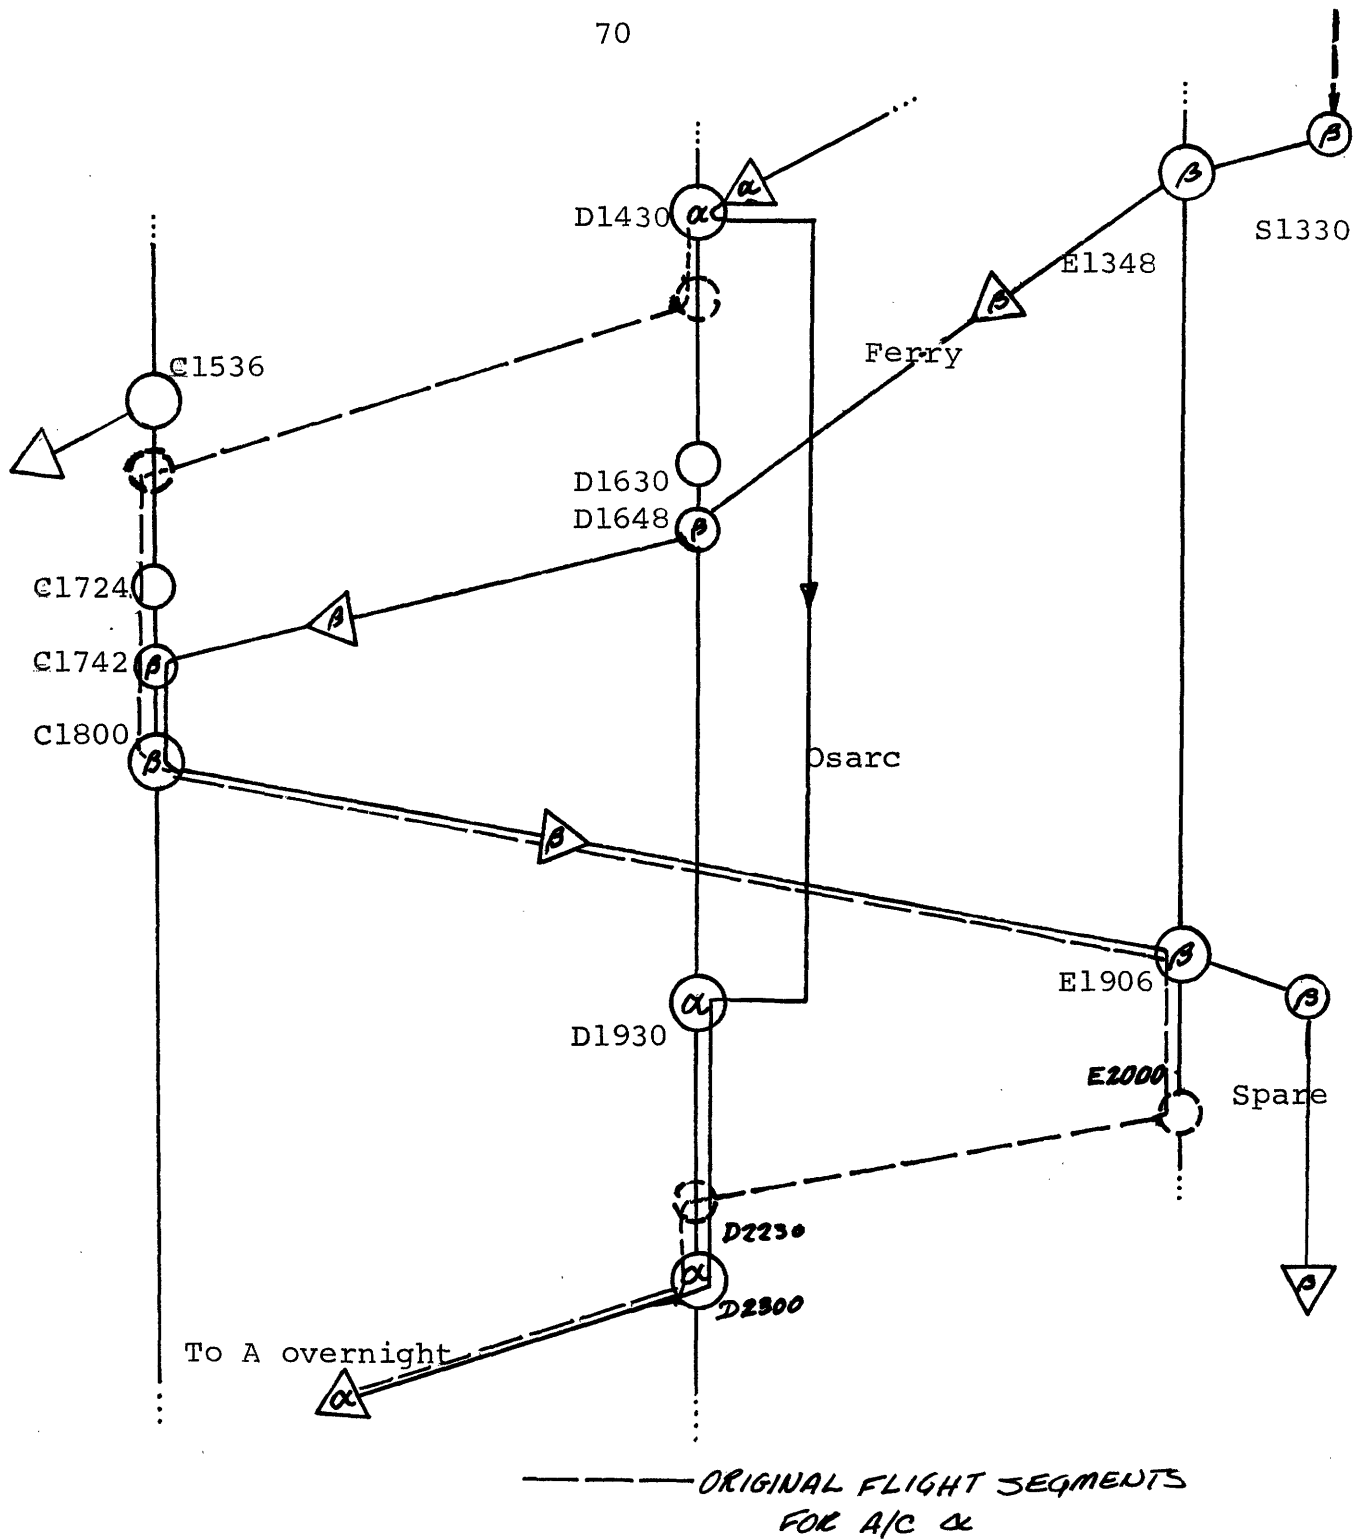 70
β
α
β
D1430
α
S1330
E1348
β
Ferry
C1536
D1630
D1648
β
C1724
β
C1742
β
C1800
β
Osarc
β
β
E1906
α
β
D1930
E2000
Spare
D2230
α
D2300
β
To A overnight
α
ORIGINAL FLIGHT SEGMENTS
FOR A/C α